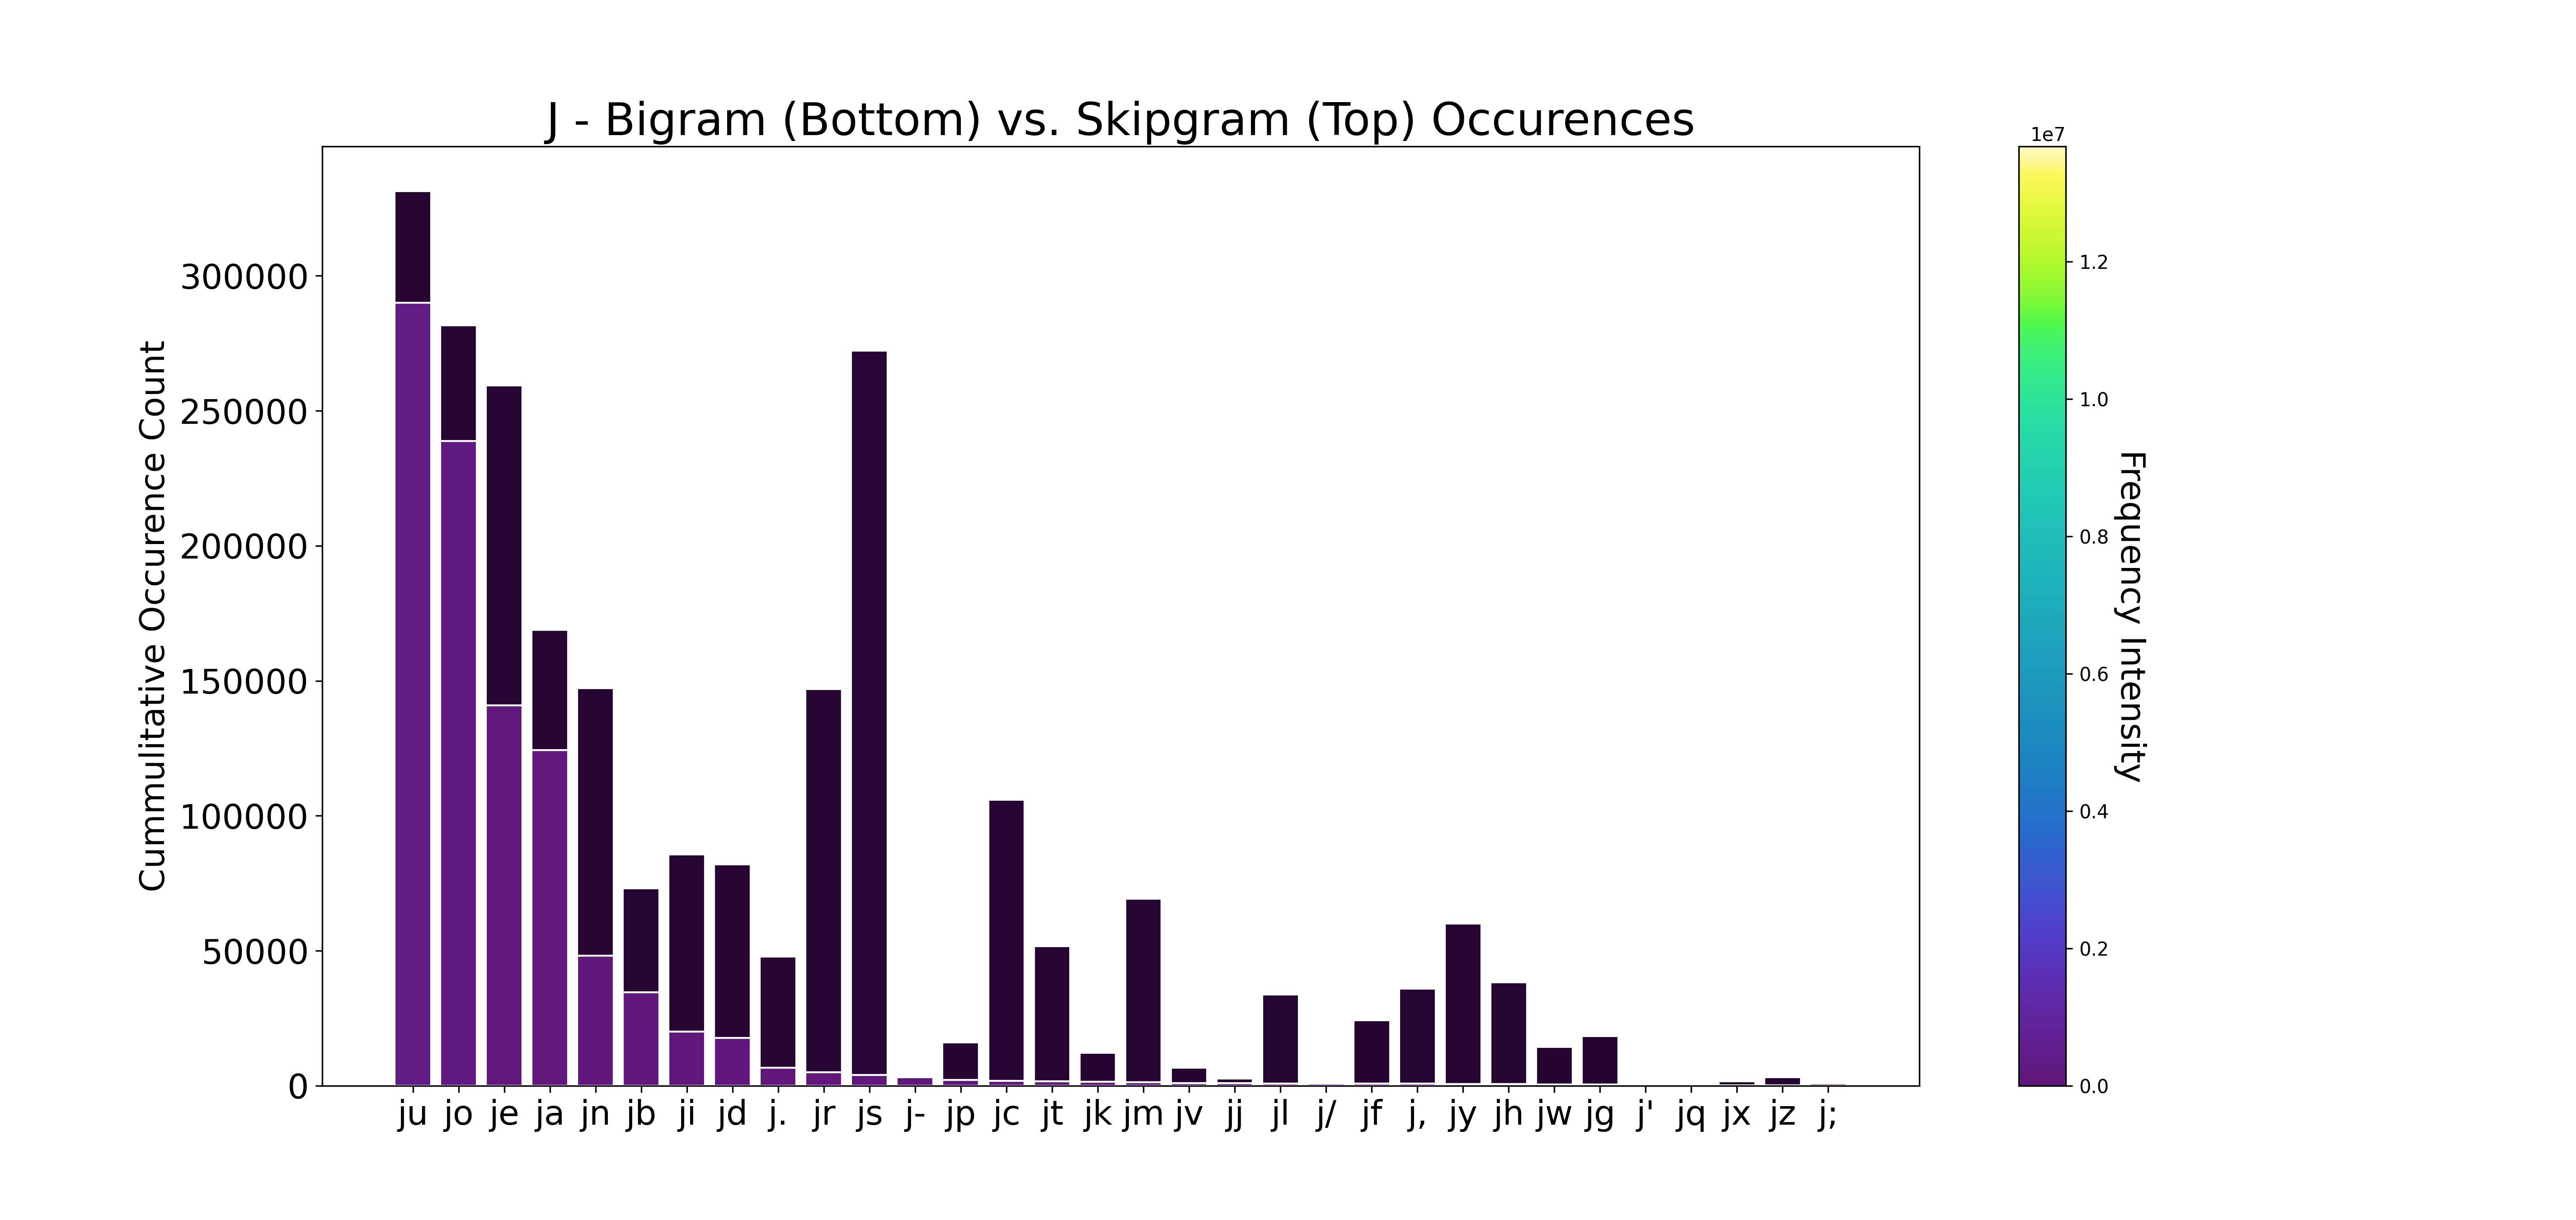 J - Bigram (Bottom) vs. Skipgram (Top) Occurences
1e7
Cummulitative Occurence Count
300000
250000
200000
150000
100000
50000
0
ju jo je ja jn jb ji jd j. jr js j- jp jc jt jk jm jv jj jl j/ jf j, jy jh jw jg j' jq jx jz j;
1.2
1.0
0.8
0.6
0.4
0.2
0.0
Frequency Intensity